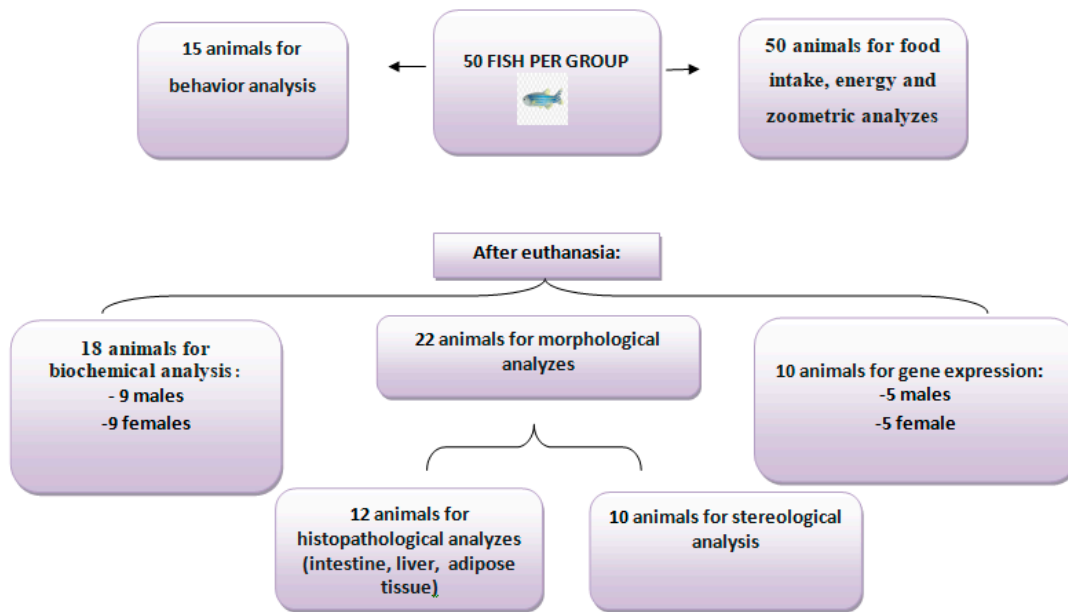 15 animals for
behavior analysis
50 FISH PER GROUP
50 animals for food
intake, energy and
zoometric analyzes
After euthanasia:
18 animals for
biochemical analysis:
- 9 males
-9 females
22 animals for morphological
analyzes
10 animals for gene expression:
-5 males
-5 female
12 animals for
histopathological analyzes
(intestine, liver, adipose
tissue)
10 animals for stereological
analysis